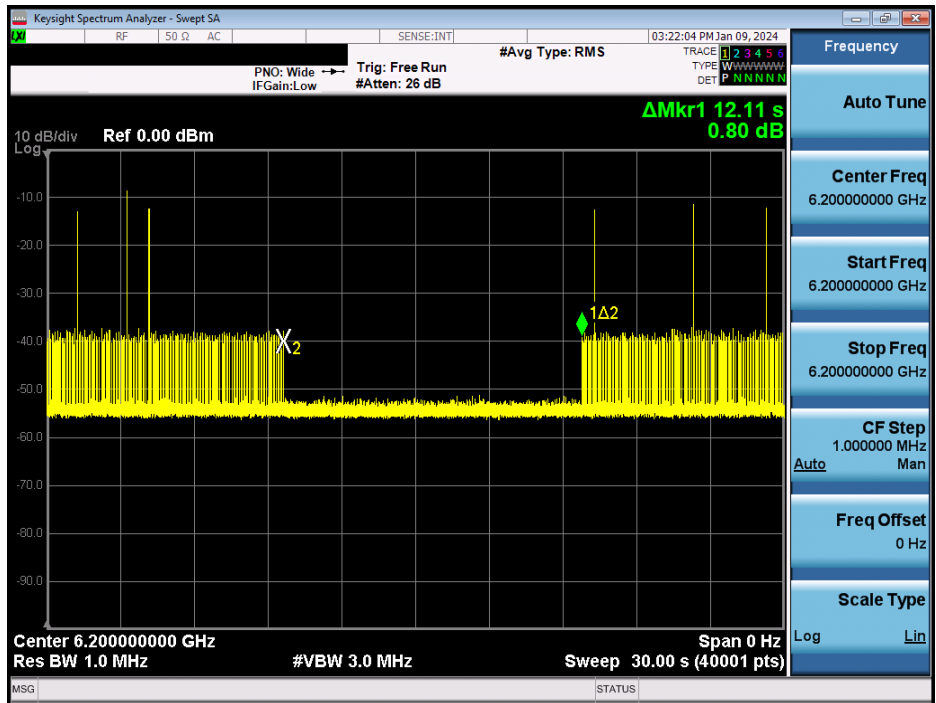 Keysight Spectrum Analyzer - Swept SA
LXI RF 50 Ω AC SENSE:INT 03:22:04 PM Jan 09, 2024
#Avg Type: RMS TRACE 1 2 3 4 5 6
PNO: Wide Trig: Free Run TYPE WWWWWW
IFGain:Low #Atten: 26 dB DET P N N N N N
Frequency
Auto Tune
Center Freq
6.200000000 GHz
Start Freq
6.200000000 GHz
Stop Freq
6.200000000 GHz
CF Step
1.000000 MHz
Auto Man
Freq Offset
0 Hz
Scale Type
Log Lin
ΔMkr1 12.11 s
0.80 dB
10 dB/div Ref 0.00 dBm
Log
-10.0
-20.0
-30.0
1Δ2
-40.0
X2
-50.0
-60.0
-70.0
-80.0
-90.0
Center 6.200000000 GHz Span 0 Hz
Res BW 1.0 MHz #VBW 3.0 MHz Sweep 30.00 s (40001 pts)
MSG STATUS